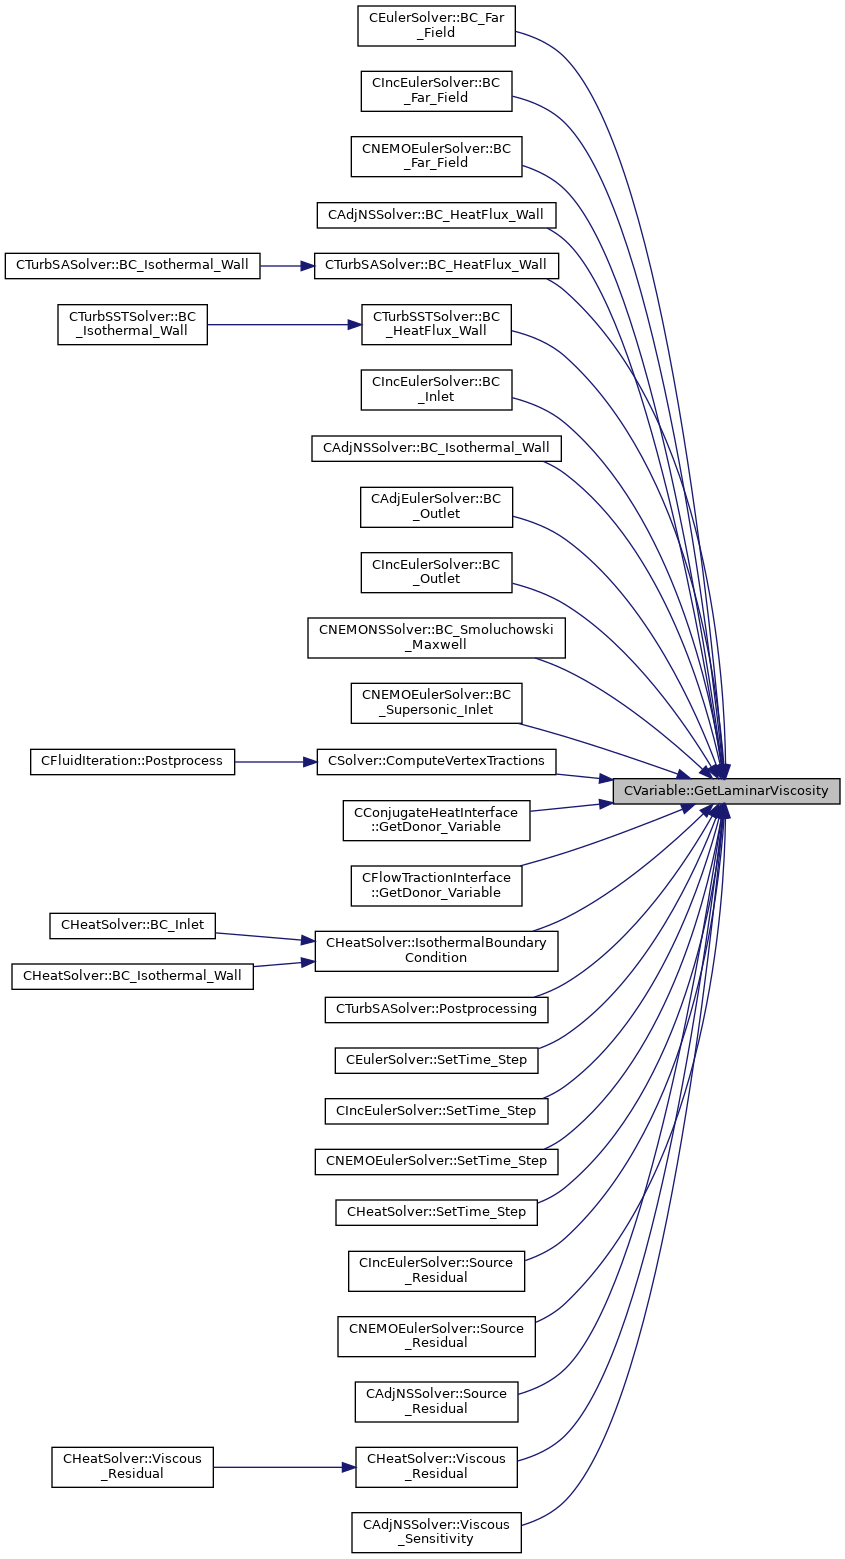 CEulerSolver::BC_Far
_Field
CIncEulerSolver::BC
_Far_Field
CNEMOEulerSolver::BC
_Far_Field
CAdjNSSolver::BC_HeatFlux_Wall
CTurbSASolver::BC_Isothermal_Wall
CTurbSASolver::BC_HeatFlux_Wall
CTurbSSTSolver::BC
_Isothermal_Wall
CTurbSSTSolver::BC
_HeatFlux_Wall
CIncEulerSolver::BC
_Inlet
CAdjNSSolver::BC_Isothermal_Wall
CAdjEulerSolver::BC
_Outlet
CIncEulerSolver::BC
_Outlet
CNEMONSSolver::BC_Smoluchowski
_Maxwell
CNEMOEulerSolver::BC
_Supersonic_Inlet
CFluidIteration::Postprocess
CSolver::ComputeVertexTractions
CVariable::GetLaminarViscosity
CConjugateHeatInterface
::GetDonor_Variable
CFlowTractionInterface
::GetDonor_Variable
CHeatSolver::BC_Inlet
CHeatSolver::IsothermalBoundary
Condition
CHeatSolver::BC_Isothermal_Wall
CTurbSASolver::Postprocessing
CEulerSolver::SetTime_Step
CIncEulerSolver::SetTime_Step
CNEMOEulerSolver::SetTime_Step
CHeatSolver::SetTime_Step
CIncEulerSolver::Source
_Residual
CNEMOEulerSolver::Source
_Residual
CAdjNSSolver::Source
_Residual
CHeatSolver::Viscous
_Residual
CHeatSolver::Viscous
_Residual
CAdjNSSolver::Viscous
_Sensitivity